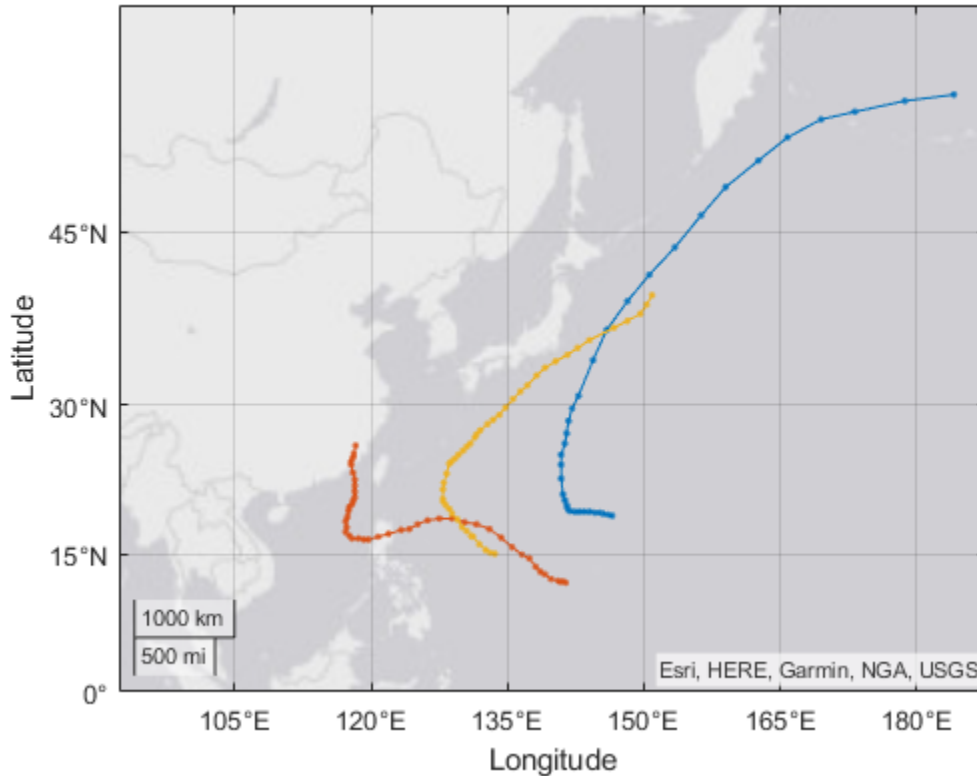 Latitude
45°N
30°N
15°N
0°
1000 km
500 mi
Esri, HERE, Garmin, NGA, USGS
105°E 120°E 135°E 150°E 165°E 180°E
Longitude